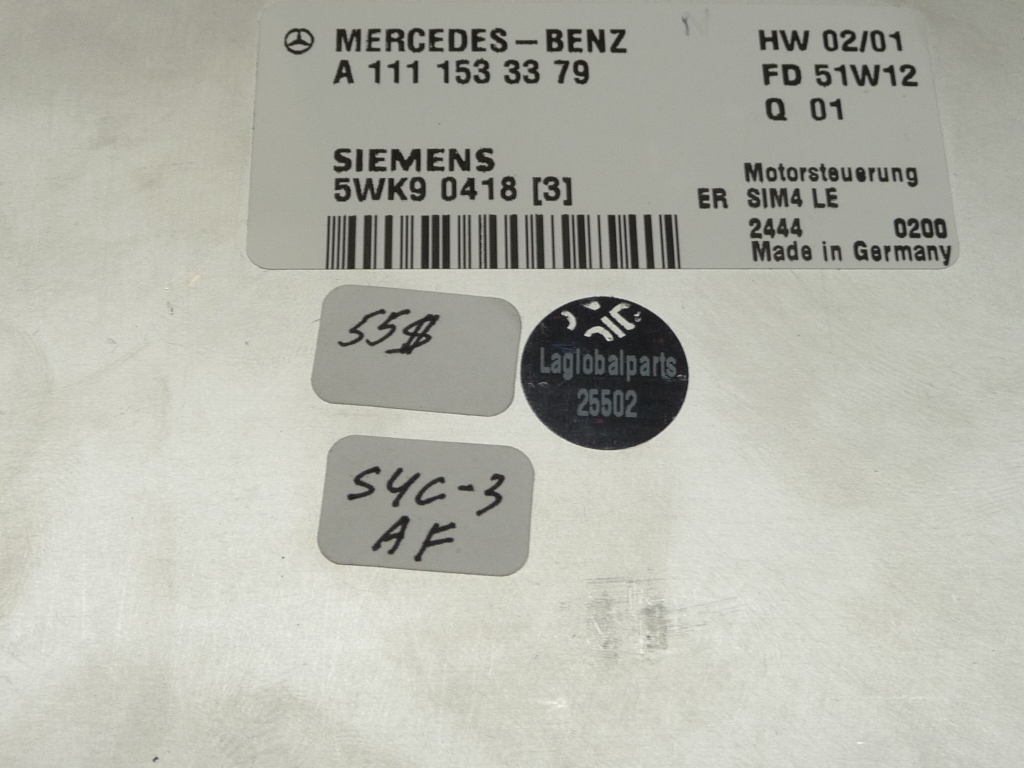 MERCEDES-BENZ
A 111 153 33 79
HW 02/01
FD 51W12
Q 01
SIEMENS
5WK9 0418 [3]
Motorsteuerung
ER SIM4 LE
2444 0200
Made in Germany
55$
Laglobalparts
25502
S4C-3
AF